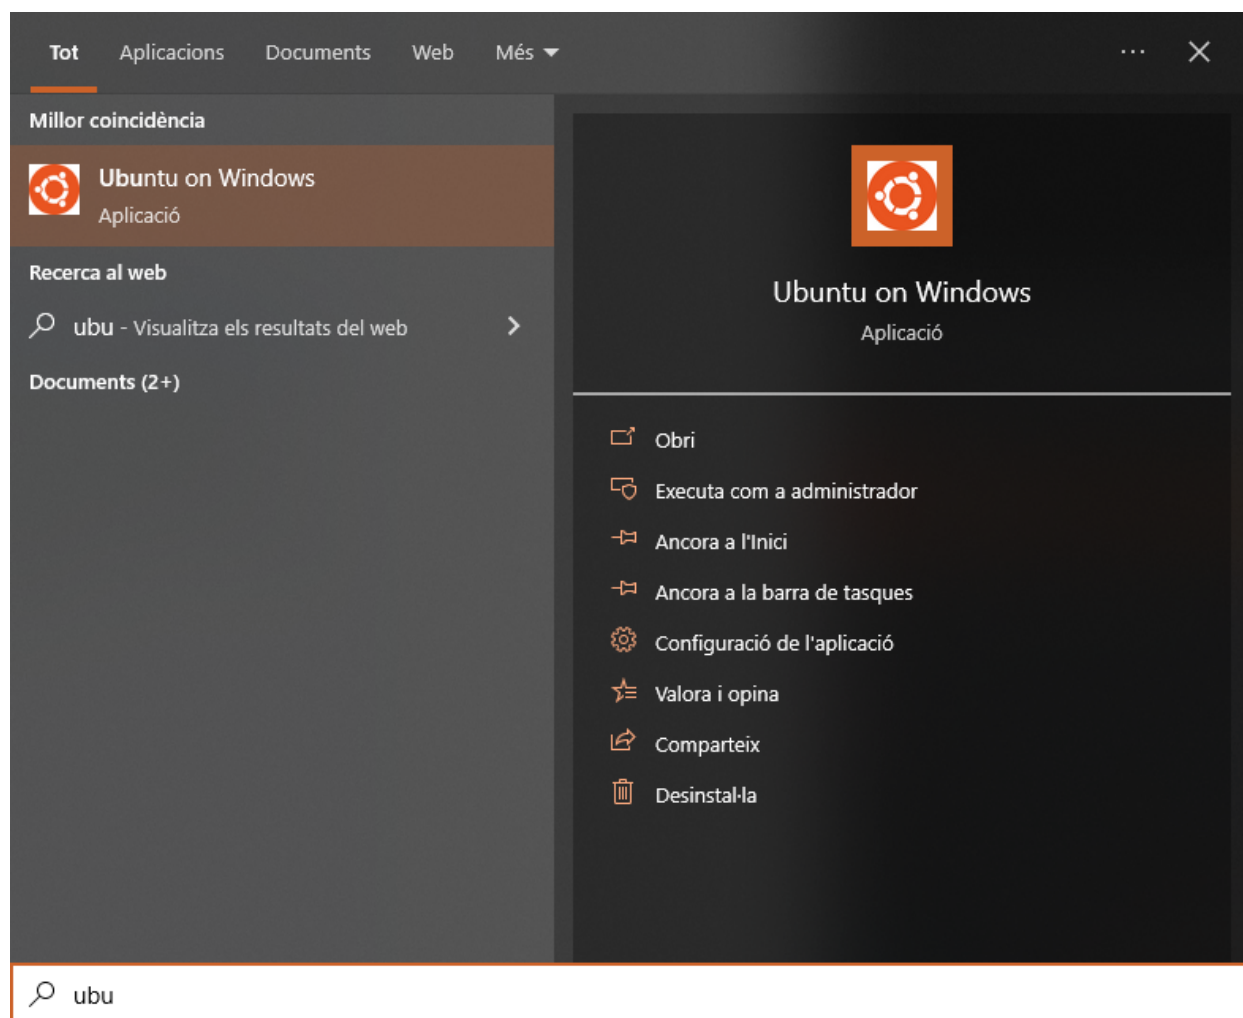 Tot Aplicacions Documents Web Més
Millor coincidència
Ubuntu on Windows
Aplicació
Recerca al web
ubu - Visualitza els resultats del web
Documents (2+)
Ubuntu on Windows
Aplicació
Obri
Executa com a administrador
Ancora a l'Inici
Ancora a la barra de tasques
Configuració de l'aplicació
Valora i opina
Comparteix
Desinstal·la
ubu